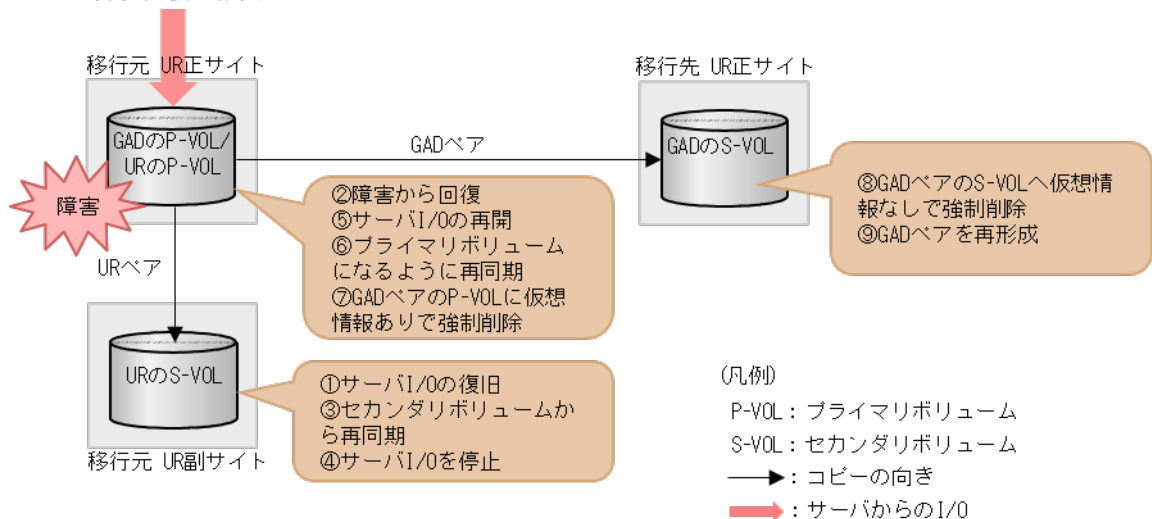 移行元 UR正サイト
移行先 UR正サイト
GADのP-VOL/
URのP-VOL
GADペア
GADのS-VOL
障害
②障害から回復
⑤サーバI/Oの再開
⑥プライマリボリューム
になるように再同期
⑦GADペアのP-VOLに仮想
情報ありで強制削除
⑧GADペアのS-VOLへ仮想情
報なしで強制削除
⑨GADペアを再形成
URペア
URのS-VOL
①サーバI/Oの復旧
③セカンダリボリュームか
ら再同期
④サーバI/Oを停止
移行元 UR副サイト
(凡例)
P-VOL：プライマリボリューム
S-VOL：セカンダリボリューム
：コピーの向き
：サーバからのI/O